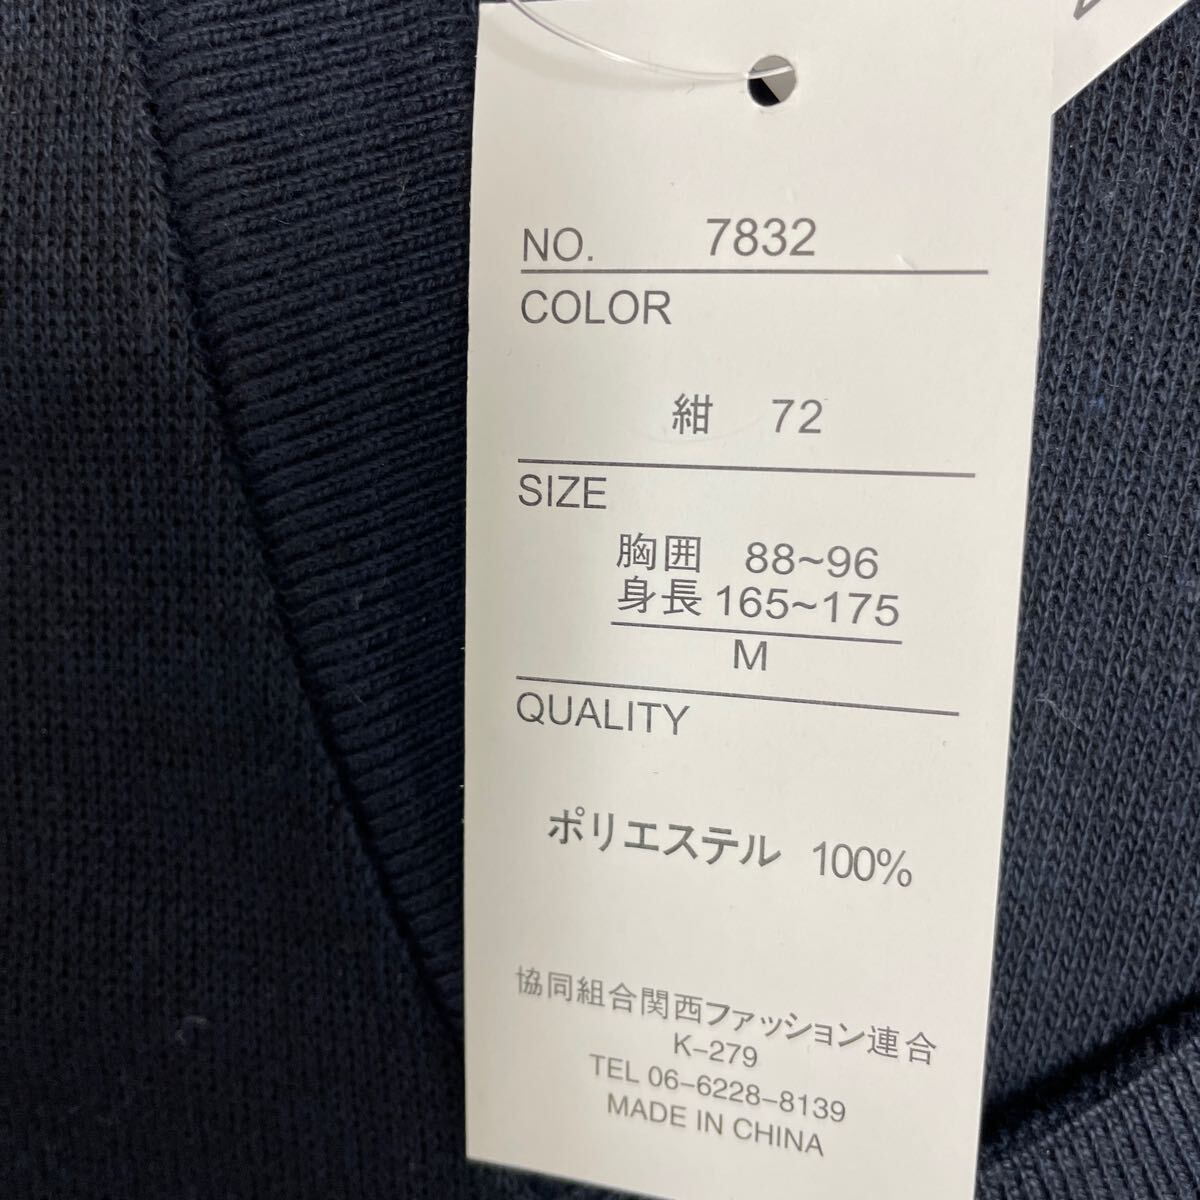 NO. 7832
COLOR
紺 72
SIZE
胸囲 88~96
身長 165~175
M
QUALITY
ポリエステル 100%
協同組合関西ファッション連合
K-279
TEL 06-6228-8139
MADE IN CHINA